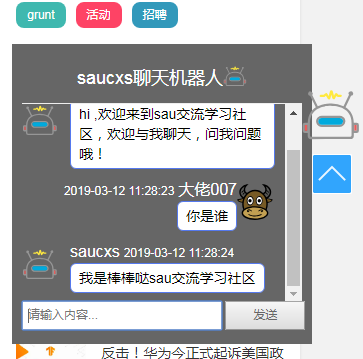 grunt 活动 招聘
saucxs聊天机器人
hi ,欢迎来到sau交流学习社
区，欢迎与我聊天，问我问题
哦！
2019-03-12 11:28:23 大佬007
你是谁
saucxs 2019-03-12 11:28:24
我是棒棒哒sau交流学习社区
请输入内容... 发送
反击！华为今正式起诉美国政